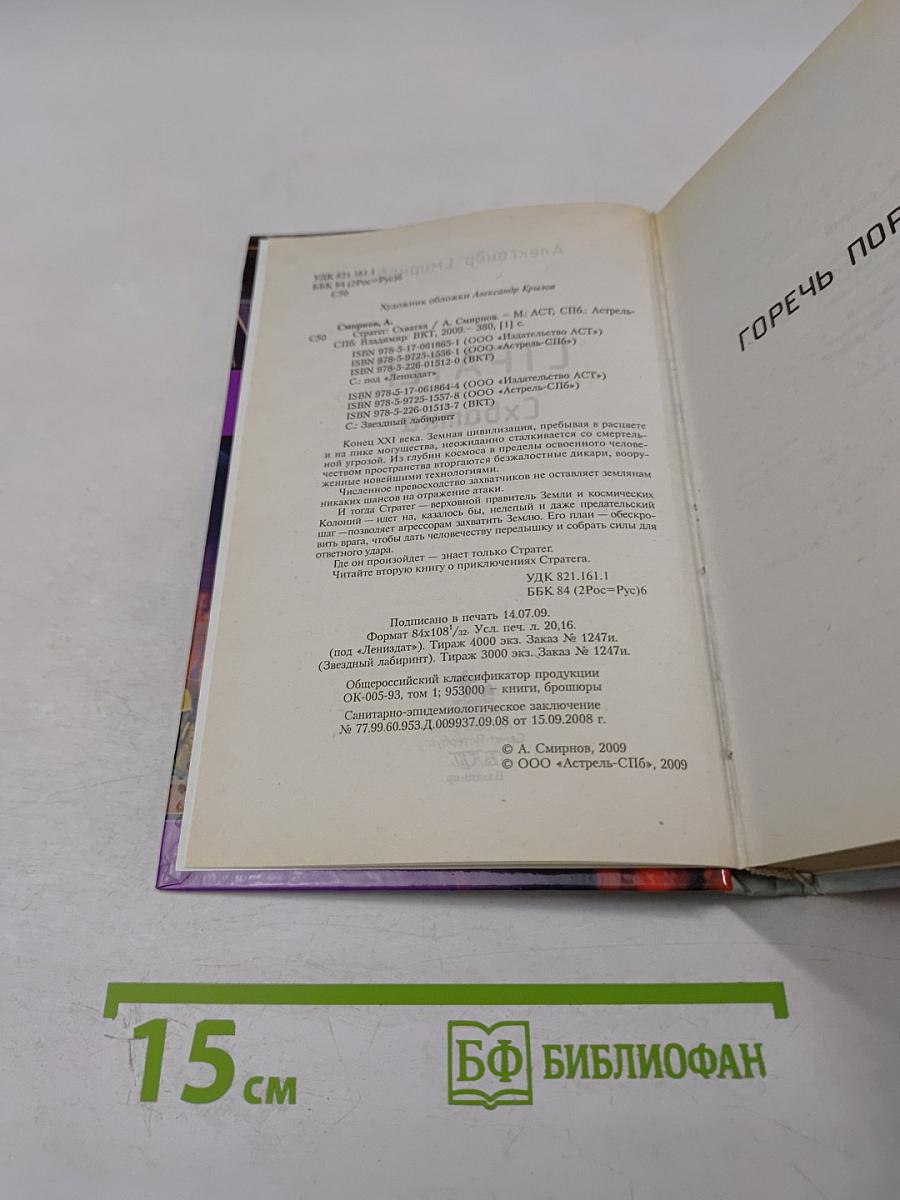 УДК 821.161.1
ББК 84 (2Рос=Рус)6
С50
Художник обложки Александр Крылов
Смирнов, А.
С50 Стратег: Схватка / А. Смирнов. – М.: АСТ, СПб.: Астрель-
СПб; Владимир: ВКТ, 2009.– 380, [1] с.
ISBN 978-5-17-061865-1 (ООО «Издательство АСТ»)
ISBN 978-5-9725-1556-1 (ООО «Астрель-СПб»)
ISBN 978-5-226-01512-0 (ВКТ)
С.: под «Лениздат»
ISBN 978-5-17-061864-4 (ООО «Издательство АСТ»)
ISBN 978-5-9725-1557-8 (ООО «Астрель-СПб»)
ISBN 978-5-226-01513-7 (ВКТ)
С.: Звездный лабиринт
Конец XXI века. Земная цивилизация, пребывая в расцвете
и на пике могущества, неожиданно сталкивается со смертель-
ной угрозой. Из глубин космоса в пределы освоенного челове-
чеством пространства вторгаются безжалостные дикари, воору-
женные новейшими технологиями.
Численное превосходство захватчиков не оставляет землянам
никаких шансов на отражение атаки.
И тогда Стратег — верховной правитель Земли и космических
Колоний — идет на, казалось бы, нелепый и даже предательский
шаг —позволяет агрессорам захватить Землю. Его план — обескро-
вить врага, чтобы дать человечеству передышку и собрать силы для
ответного удара.
Где он произойдет — знает только Стратег.
Читайте вторую книгу о приключениях Стратега.
УДК 821.161.1
ББК 84 (2Рос=Рус)6
Подписано в печать 14.07.09.
Формат 84х108¹/₃₂. Усл. печ. л. 20,16.
(под «Лениздат»). Тираж 4000 экз. Заказ № 1247и.
(Звездный лабиринт). Тираж 3000 экз. Заказ № 1247и.
Общероссийский классификатор продукции
ОК-005-93, том 1; 953000 – книги, брошюры
Санитарно-эпидемиологическое заключение
№ 77.99.60.953.Д.009937.09.08 от 15.09.2008 г.
© А. Смирнов, 2009
© ООО «Астрель-СПб», 2009
ГОРЕЧЬ ПОР
15 см
БФ БИБЛИОФАН